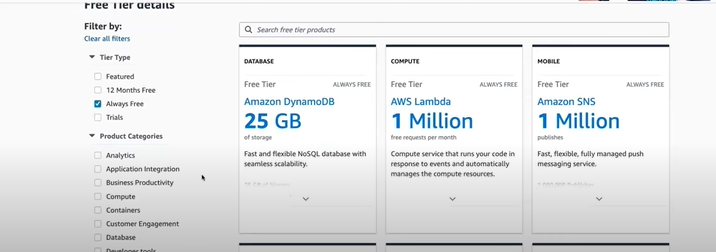 Free Tier details
Filter by:
Clear all filters
Tier Type
Featured
12 Months Free
Always Free
Trials
Product Categories
Analytics
Application Integration
Business Productivity
Compute
Containers
Customer Engagement
Database
Developer tools
Search free tier products
DATABASE
Free Tier ALWAYS FREE
Amazon DynamoDB
25 GB
of storage
Fast and flexible NoSQL database with
seamless scalability.
COMPUTE
Free Tier ALWAYS FREE
AWS Lambda
1 Million
free requests per month
Compute service that runs your code in
response to events and automatically
manages the compute resources.
MOBILE
Free Tier ALWAYS FREE
Amazon SNS
1 Million
publishes
Fast, flexible, fully managed push
messaging service.